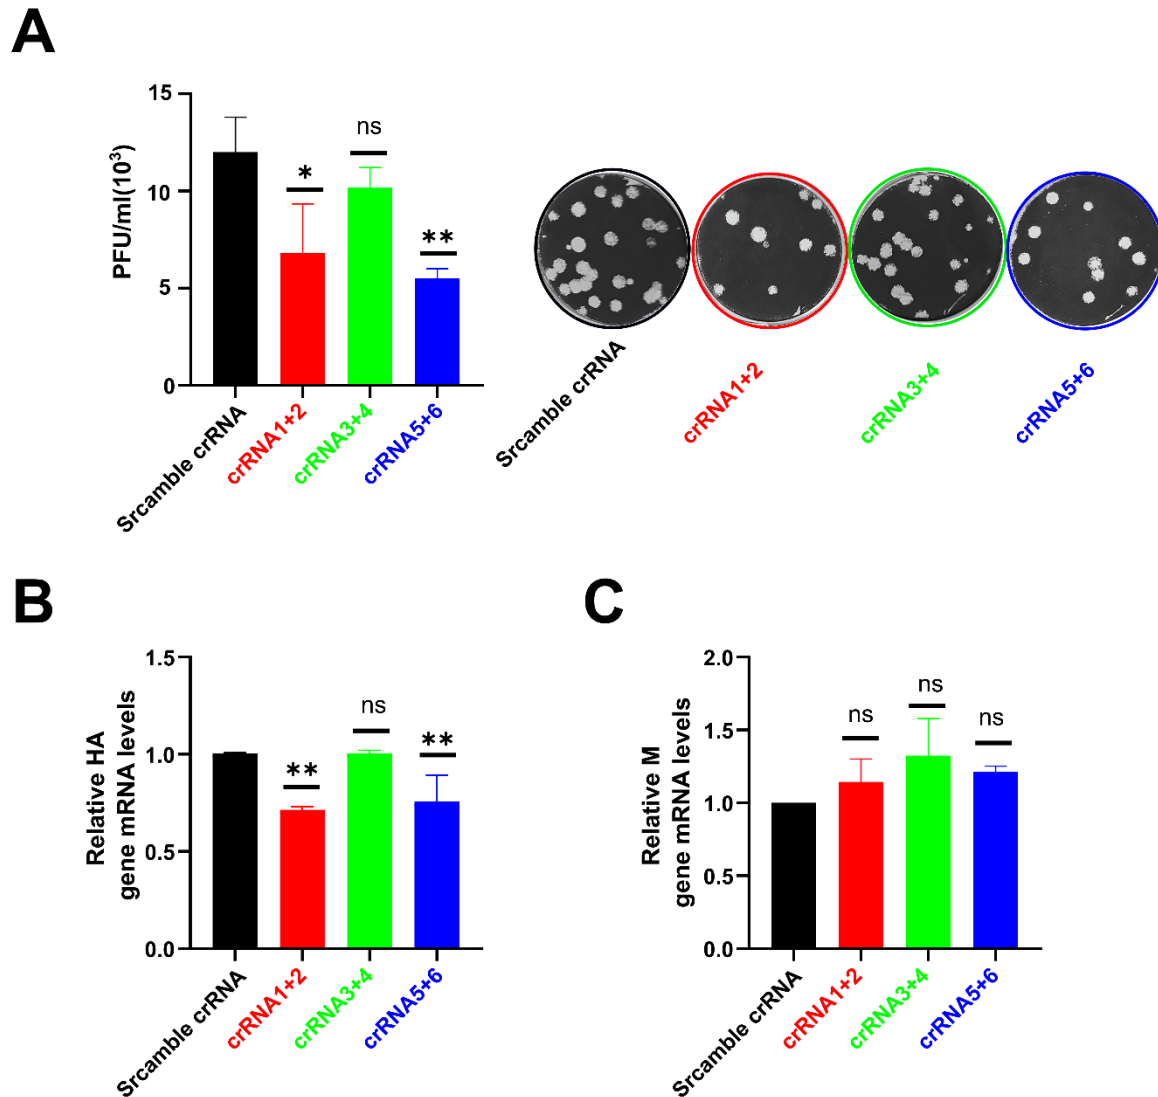 A
PFU/ml(10³)
15
10
5
0
*
ns
**
Srcamble crRNA
crRNA1+2
crRNA3+4
crRNA5+6
Srcamble crRNA
crRNA1+2
crRNA3+4
crRNA5+6
B
Relative HA
gene mRNA levels
1.5
1.0
0.5
0.0
**
ns
**
Srcamble crRNA
crRNA1+2
crRNA3+4
crRNA5+6
C
Relative M
gene mRNA levels
2.0
1.5
1.0
0.5
0.0
ns
ns
ns
Srcamble crRNA
crRNA1+2
crRNA3+4
crRNA5+6